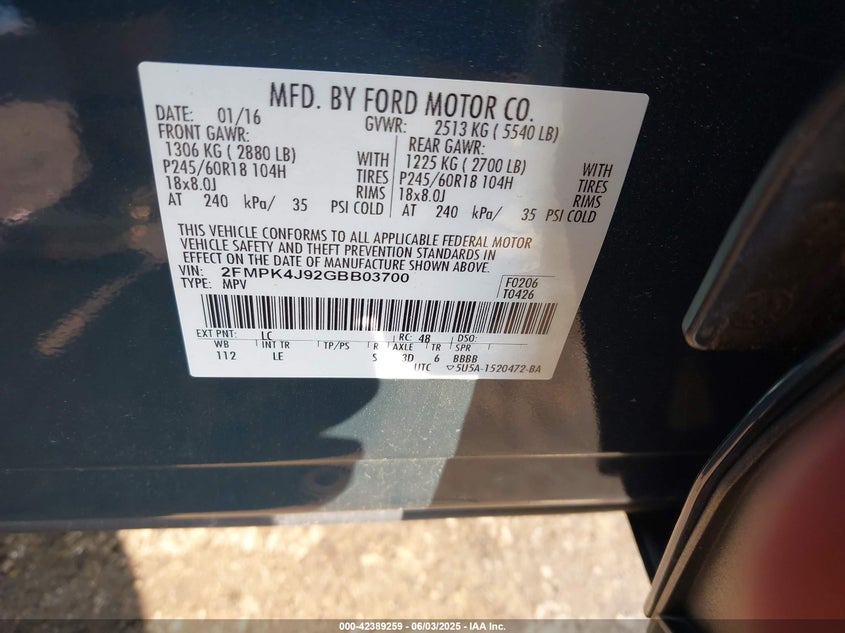 MFD. BY FORD MOTOR CO.
DATE: 01/16 GVWR: 2513 KG ( 5540 LB)
FRONT GAWR: REAR GAWR:
1306 KG ( 2880 LB) WITH 1225 KG ( 2700 LB) WITH
P245/60R18 104H TIRES P245/60R18 104H TIRES
18x8.0J RIMS 18x8.0J RIMS
AT 240 kPa/ 35 PSI COLD AT 240 kPa/ 35 PSI COLD
THIS VEHICLE CONFORMS TO ALL APPLICABLE FEDERAL MOTOR
VEHICLE SAFETY AND THEFT PREVENTION STANDARDS IN
EFFECT ON THE DATE OF MANUFACTURE SHOWN ABOVE.
VIN: 2FMPK4J92GBB03700 F0206
TYPE: MPV T0426
EXT PNT: LC RC: 48 DSO:
WB INT TR TP/PS R AXLE TR SPR
112 LE S 3D 6 BBBB
UTC ▽5U5A-1520472-BA
000-42389259 - 06/03/2025 - IAA Inc.